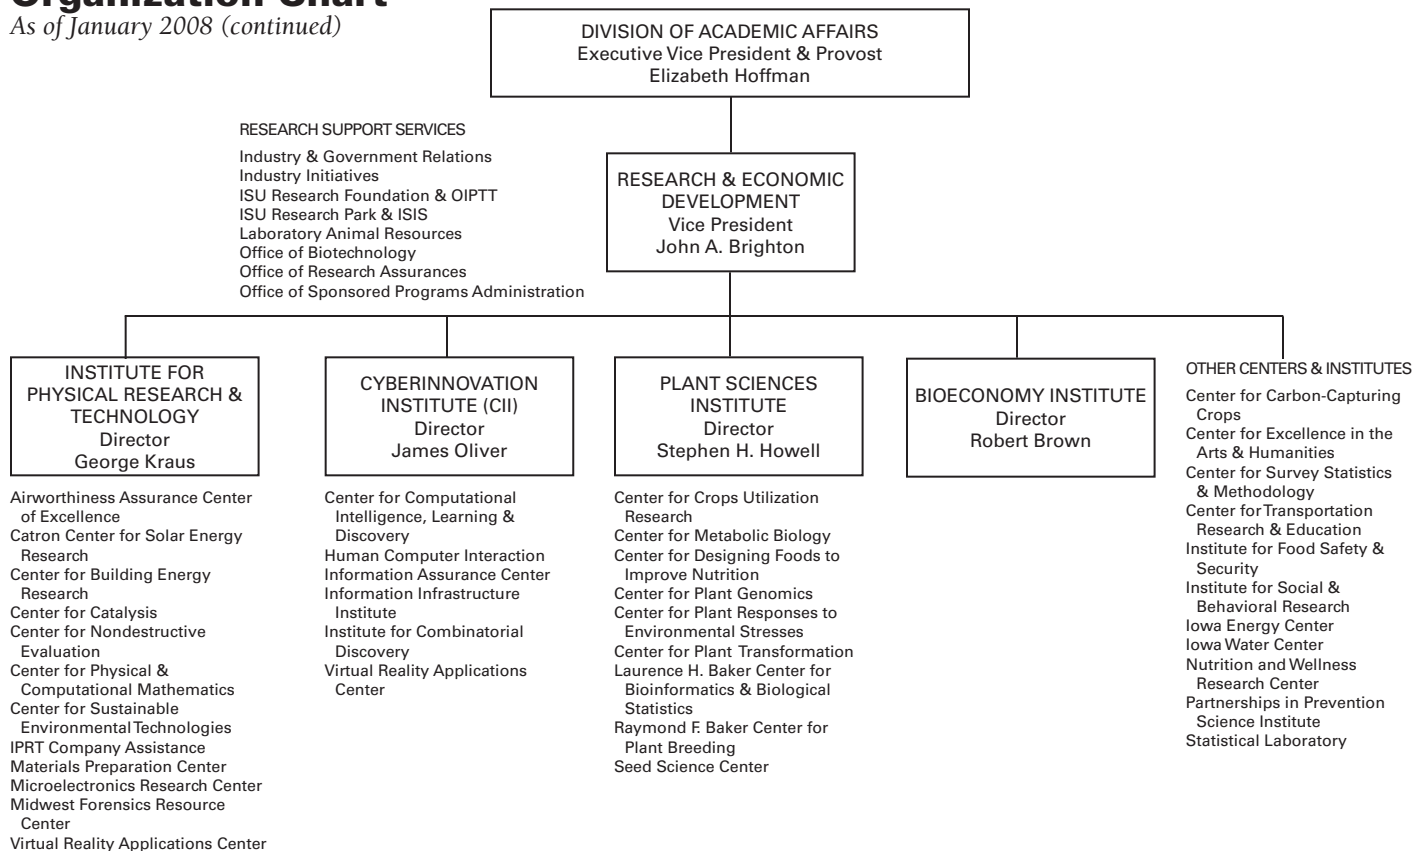 Organization Chart
As of January 2008 (continued)
DIVISION OF ACADEMIC AFFAIRS
Executive Vice President & Provost
Elizabeth Hoffman
RESEARCH SUPPORT SERVICES
Industry & Government Relations
Industry Initiatives
ISU Research Foundation & OIPTT
ISU Research Park & ISIS
Laboratory Animal Resources
Office of Biotechnology
Office of Research Assurances
Office of Sponsored Programs Administration
RESEARCH & ECONOMIC
DEVELOPMENT
Vice President
John A. Brighton
INSTITUTE FOR
PHYSICAL RESEARCH &
TECHNOLOGY
Director
George Kraus
Airworthiness Assurance Center
of Excellence
Catron Center for Solar Energy
Research
Center for Building Energy
Research
Center for Catalysis
Center for Nondestructive
Evaluation
Center for Physical &
Computational Mathematics
Center for Sustainable
Environmental Technologies
IPRT Company Assistance
Materials Preparation Center
Microelectronics Research Center
Midwest Forensics Resource
Center
Virtual Reality Applications Center
CYBERINNOVATION
INSTITUTE (CII)
Director
James Oliver
Center for Computational
Intelligence, Learning &
Discovery
Human Computer Interaction
Information Assurance Center
Information Infrastructure
Institute
Institute for Combinatorial
Discovery
Virtual Reality Applications
Center
PLANT SCIENCES
INSTITUTE
Director
Stephen H. Howell
Center for Crops Utilization
Research
Center for Metabolic Biology
Center for Designing Foods to
Improve Nutrition
Center for Plant Genomics
Center for Plant Responses to
Environmental Stresses
Center for Plant Transformation
Laurence H. Baker Center for
Bioinformatics & Biological
Statistics
Raymond F. Baker Center for
Plant Breeding
Seed Science Center
BIOECONOMY INSTITUTE
Director
Robert Brown
OTHER CENTERS & INSTITUTES
Center for Carbon-Capturing
Crops
Center for Excellence in the
Arts & Humanities
Center for Survey Statistics
& Methodology
Center for Transportation
Research & Education
Institute for Food Safety &
Security
Institute for Social &
Behavioral Research
Iowa Energy Center
Iowa Water Center
Nutrition and Wellness
Research Center
Partnerships in Prevention
Science Institute
Statistical Laboratory